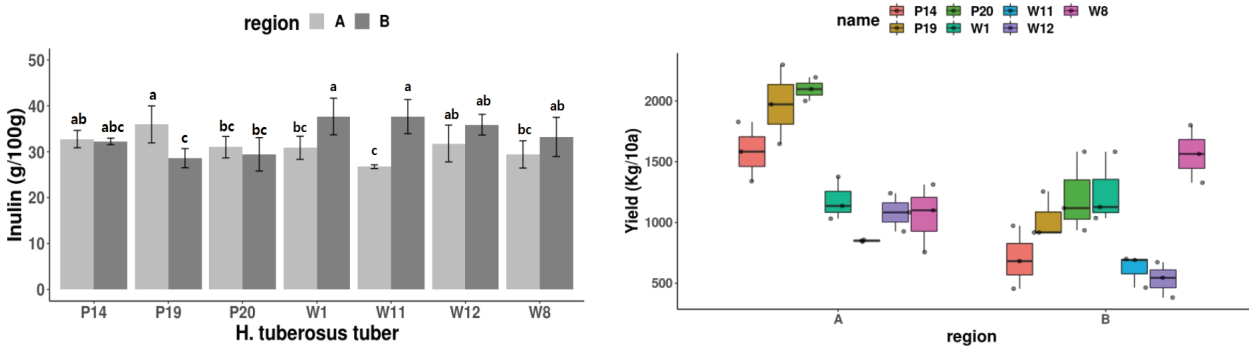 region A B
Inulin (g/100g)
50
40
30
20
10
0
ab abc a c bc bc bc a c a ab ab bc ab
P14 P19 P20 W1 W11 W12 W8
H. tuberosus tuber
name P14 P20 W11 W8
P19 W1 W12
Yield (Kg/10a)
2000
1500
1000
500
A B
region